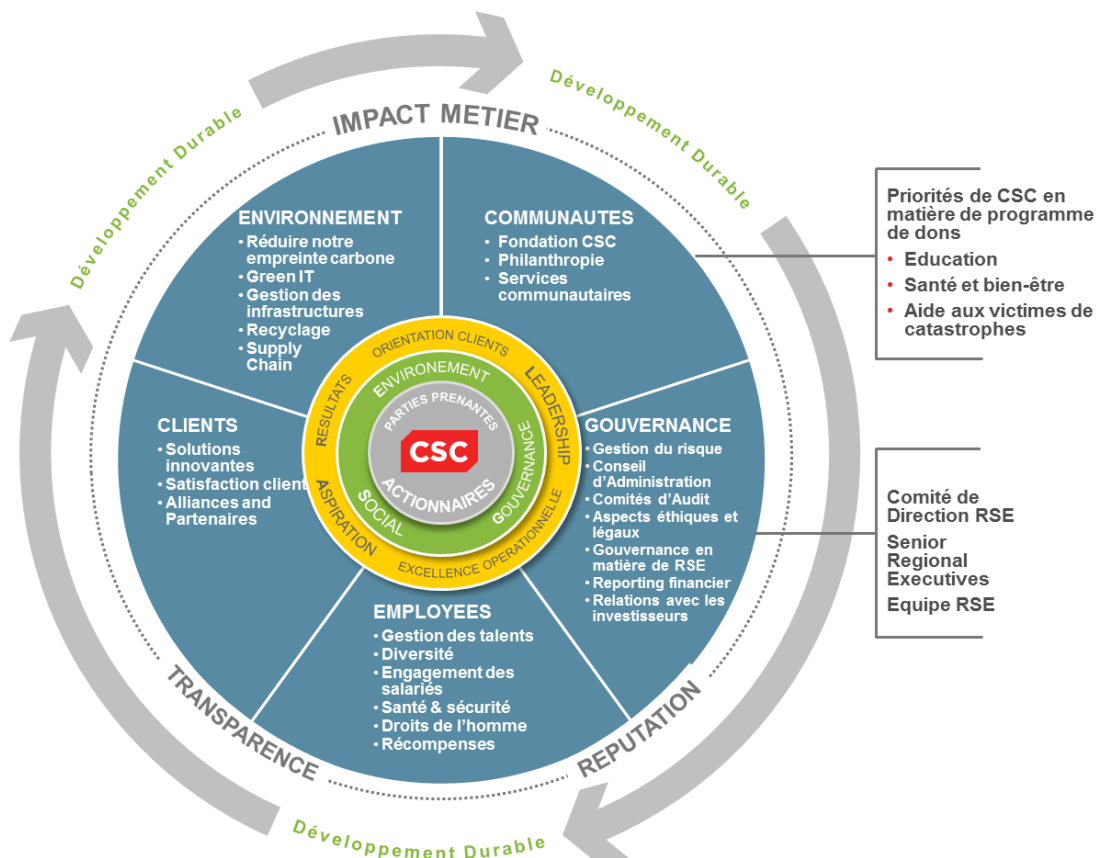 Développement Durable
Développement Durable
IMPACT METIER
ENVIRONNEMENT
• Réduire notre
empreinte carbone
• Green IT
• Gestion des
infrastructures
• Recyclage
• Supply
Chain
COMMUNAUTES
• Fondation CSC
• Philanthropie
• Services
communautaires
Priorités de CSC en
matière de programme
de dons
• Education
• Santé et bien-être
• Aide aux victimes de
catastrophes
CLIENTS
• Solutions
innovantes
• Satisfaction client
• Alliances and
Partenaires
RESULTATS
ORIENTATION CLIENTS
LEADERSHIP
ASPIRATION
EXCELLENCE OPERATIONNELLE
ENVIRONEMENT
GOUVERNANCE
SOCIAL
PARTIES PRENANTES
CSC
ACTIONNAIRES
GOUVERNANCE
• Gestion du risque
• Conseil
d’Administration
• Comités d’Audit
• Aspects éthiques et
légaux
• Gouvernance en
matière de RSE
• Reporting financier
• Relations avec les
investisseurs
Comité de
Direction RSE
Senior
Regional
Executives
Equipe RSE
EMPLOYEES
• Gestion des talents
• Diversité
• Engagement des
salariés
• Santé & sécurité
• Droits de l’homme
• Récompenses
TRANSPARENCE
REPUTATION
Développement Durable